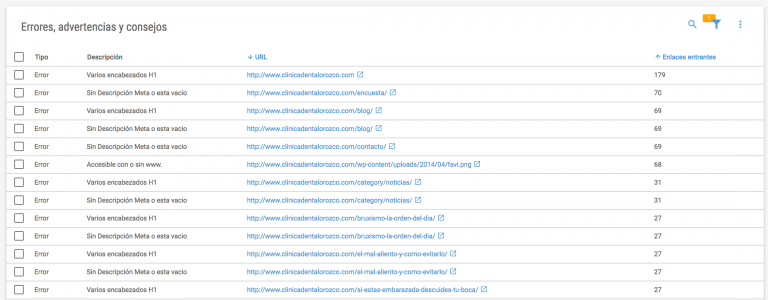 Errores, advertencias y consejos
1
Tipo Descripción URL Enlaces entrantes
Error Varios encabezados H1 http://www.clinicadentalorozco.com 179
Error Sin Descripción Meta o esta vacio http://www.clinicadentalorozco.com/encuesta/ 70
Error Varios encabezados H1 http://www.clinicadentalorozco.com/blog/ 69
Error Sin Descripción Meta o esta vacio http://www.clinicadentalorozco.com/blog/ 69
Error Sin Descripción Meta o esta vacio http://www.clinicadentalorozco.com/contacto/ 69
Error Accesible con o sin www. http://www.clinicadentalorozco.com/wp-content/uploads/2014/04/favi.png 68
Error Varios encabezados H1 http://www.clinicadentalorozco.com/category/noticias/ 31
Error Sin Descripción Meta o esta vacio http://www.clinicadentalorozco.com/category/noticias/ 31
Error Varios encabezados H1 http://www.clinicadentalorozco.com/bruxismo-la-orden-del-dia/ 27
Error Sin Descripción Meta o esta vacio http://www.clinicadentalorozco.com/bruxismo-la-orden-del-dia/ 27
Error Varios encabezados H1 http://www.clinicadentalorozco.com/el-mal-aliento-y-como-evitarlo/ 27
Error Sin Descripción Meta o esta vacio http://www.clinicadentalorozco.com/el-mal-aliento-y-como-evitarlo/ 27
Error Varios encabezados H1 http://www.clinicadentalorozco.com/si-estas-embarazada-descuides-tu-boca/ 27